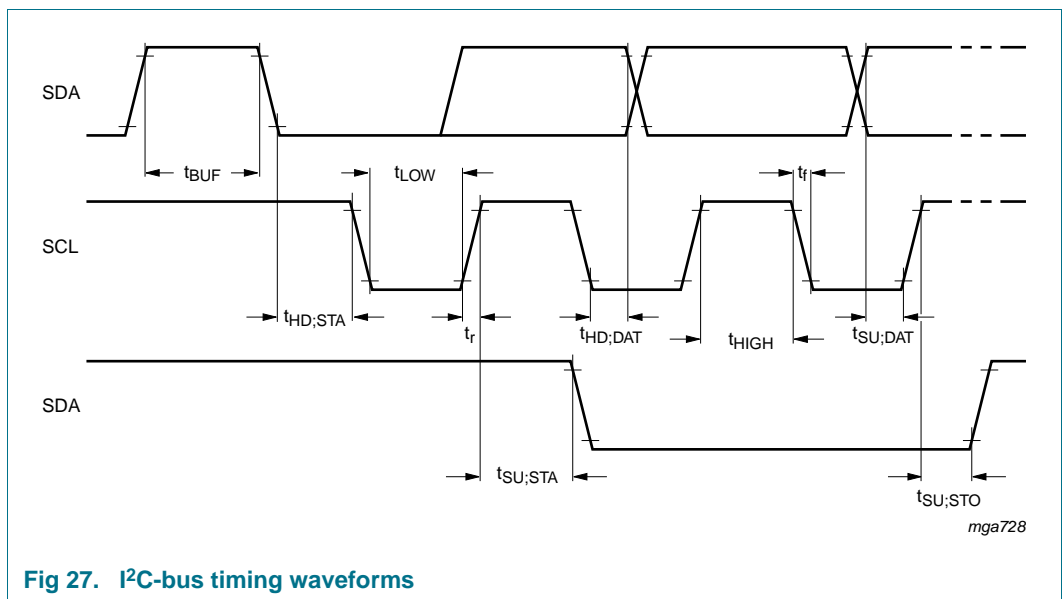 SDA
tBUF
tLOW
tf
SCL
tHD;STA
tr
tHD;DAT
tHIGH
tSU;DAT
SDA
tSU;STA
tSU;STO
mga728
Fig 27. I²C-bus timing waveforms